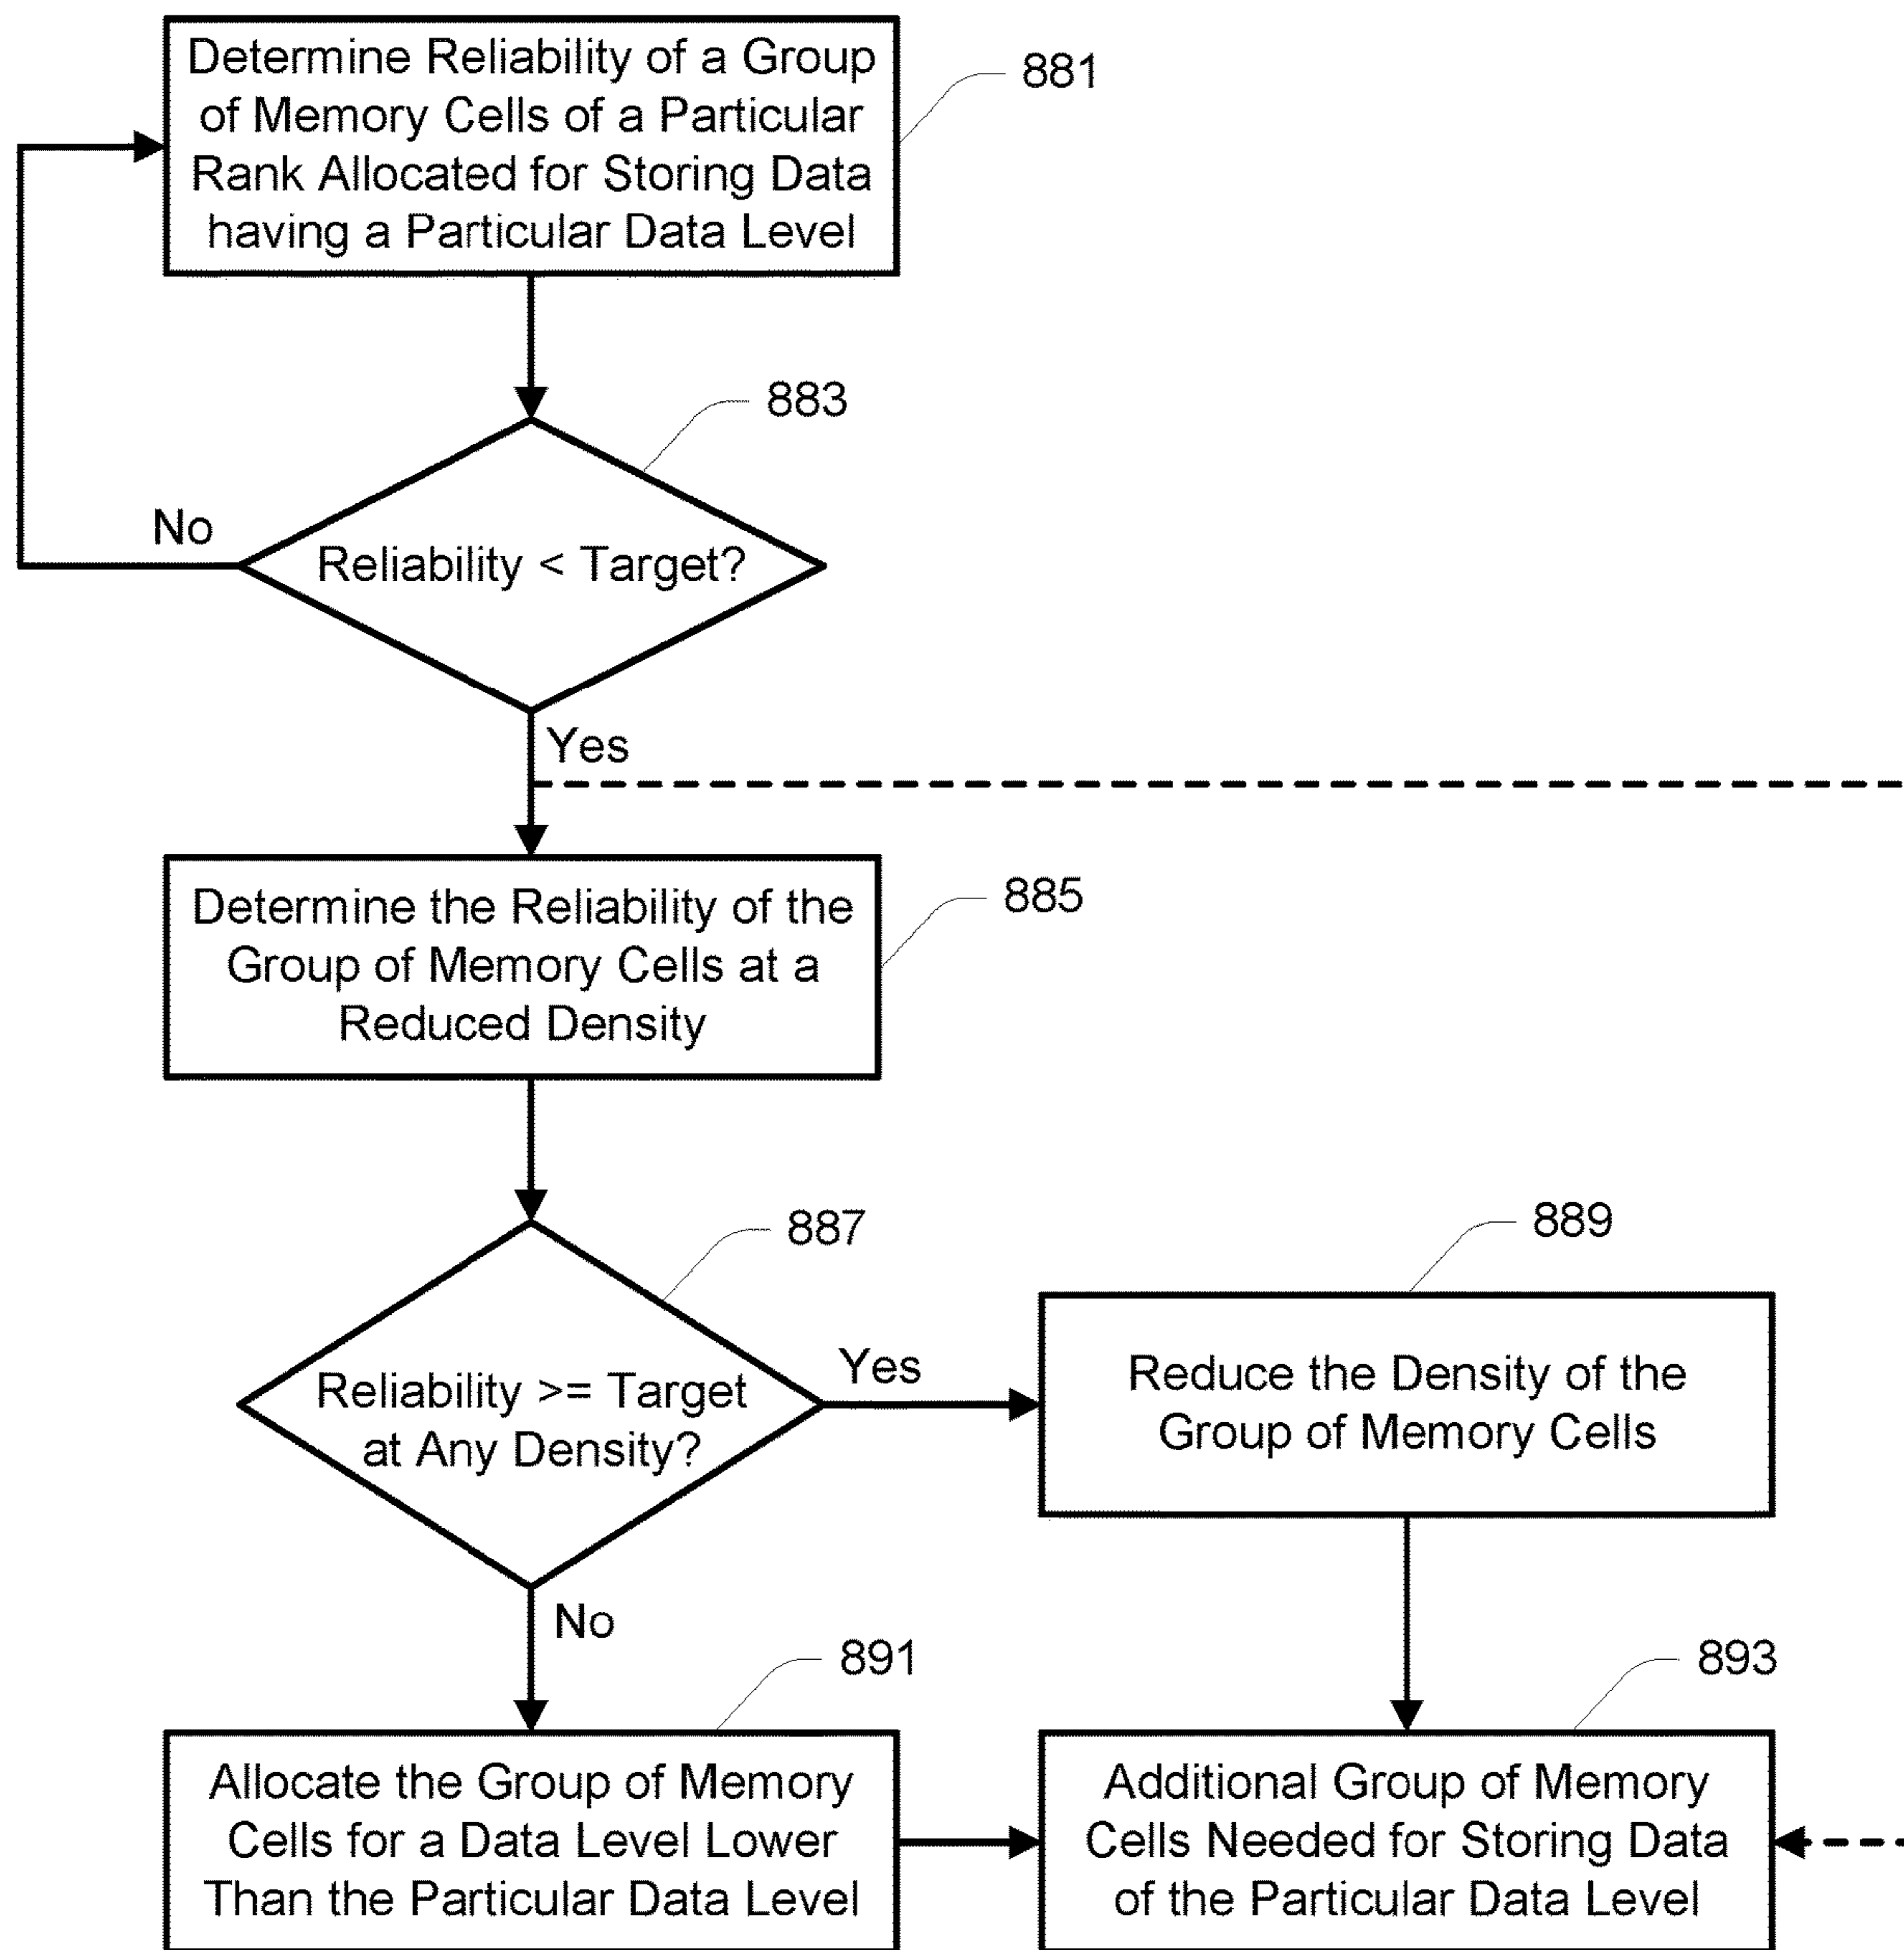 Determine Reliability of a Group
of Memory Cells of a Particular
Rank Allocated for Storing Data
having a Particular Data Level
881
883
No
Reliability < Target?
Yes
Determine the Reliability of the
Group of Memory Cells at a
Reduced Density
885
887
889
Reliability >= Target
at Any Density?
Yes
Reduce the Density of the
Group of Memory Cells
No
891
893
Allocate the Group of Memory
Cells for a Data Level Lower
Than the Particular Data Level
Additional Group of Memory
Cells Needed for Storing Data
of the Particular Data Level